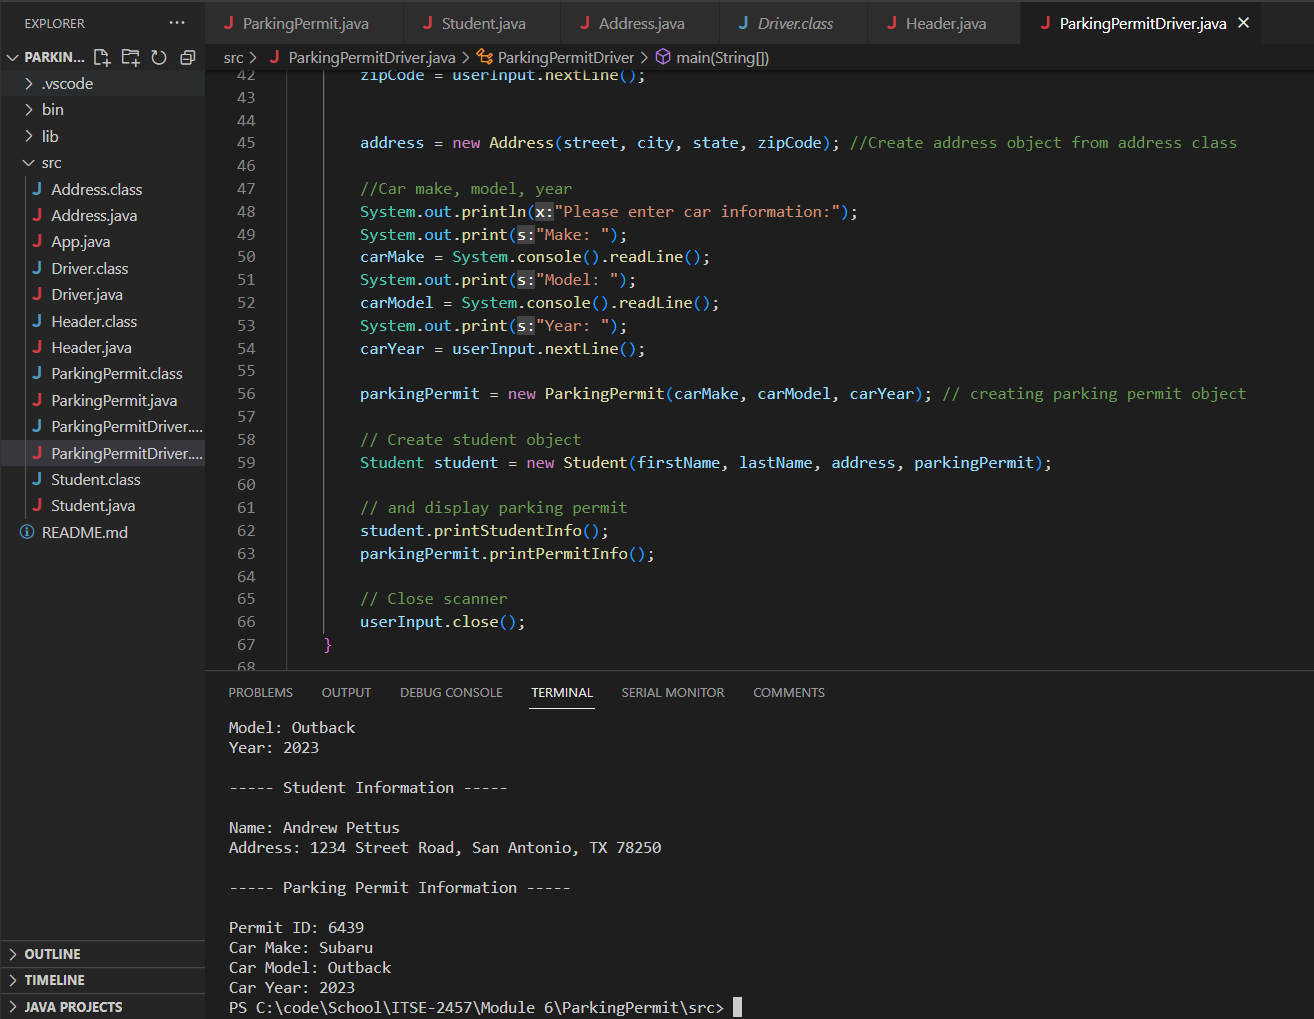 EXPLORER
PARKIN...
.vscode
bin
lib
src
Address.class
Address.java
App.java
Driver.class
Driver.java
Header.class
Header.java
ParkingPermit.class
ParkingPermit.java
ParkingPermitDriver....
ParkingPermitDriver....
Student.class
Student.java
README.md
OUTLINE
TIMELINE
JAVA PROJECTS
ParkingPermit.java Student.java Address.java Driver.class Header.java ParkingPermitDriver.java
src > ParkingPermitDriver.java > ParkingPermitDriver > main(String[])
42 zipCode = userInput.nextLine();
43
44
45 address = new Address(street, city, state, zipCode); //Create address object from address class
46
47 //Car make, model, year
48 System.out.println(x:"Please enter car information:");
49 System.out.print(s:"Make: ");
50 carMake = System.console().readLine();
51 System.out.print(s:"Model: ");
52 carModel = System.console().readLine();
53 System.out.print(s:"Year: ");
54 carYear = userInput.nextLine();
55
56 parkingPermit = new ParkingPermit(carMake, carModel, carYear); // creating parking permit object
57
58 // Create student object
59 Student student = new Student(firstName, lastName, address, parkingPermit);
60
61 // and display parking permit
62 student.printStudentInfo();
63 parkingPermit.printPermitInfo();
64
65 // Close scanner
66 userInput.close();
67 }
68
PROBLEMS OUTPUT DEBUG CONSOLE TERMINAL SERIAL MONITOR COMMENTS
Model: Outback
Year: 2023
----- Student Information -----
Name: Andrew Pettus
Address: 1234 Street Road, San Antonio, TX 78250
----- Parking Permit Information -----
Permit ID: 6439
Car Make: Subaru
Car Model: Outback
Car Year: 2023
PS C:\code\School\ITSE-2457\Module 6\ParkingPermit\src>